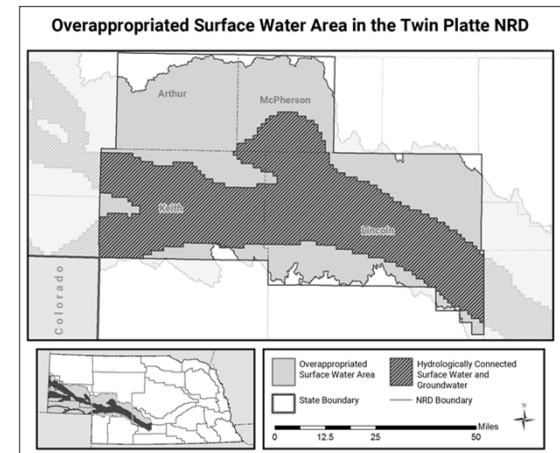 Overappropriated Surface Water Area in the Twin Platte NRD
Arthur
McPherson
Keith
Lincoln
Colorado
Overappropriated
Surface Water Area
Hydrologically Connected
Surface Water and
Groundwater
State Boundary
NRD Boundary
Miles
0 12.5 25 50
N